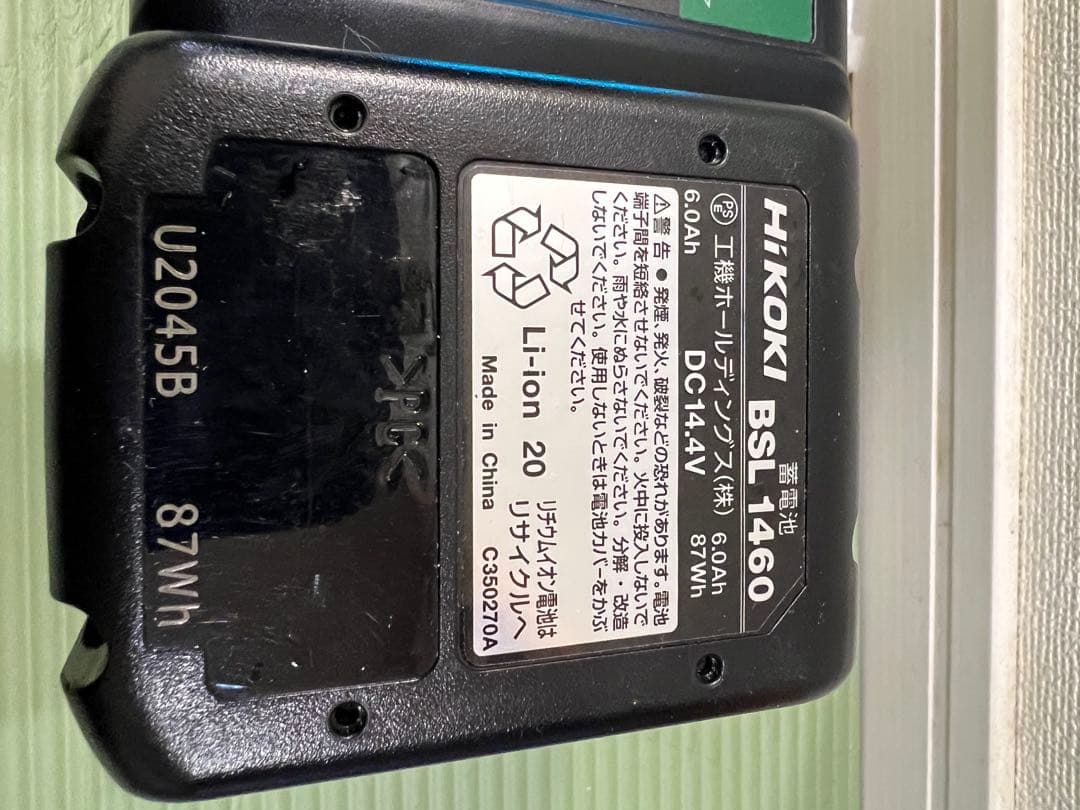 HiKOKI 蓄電池
BSL 1460
PS
E
工機ホールディングス(株) 6.0Ah
6.0Ah DC14.4V 87Wh
⚠警告 ● 発煙、発火、破裂などの恐れがあります。電池
端子間を短絡させないでください。火中に投入しないで
ください。雨や水にぬらさないでください。分解・改造
しないでください。使用しないときは電池カバーをかぶ
せてください。
Li-ion 20 リチウムイオン電池は
リサイクルへ
Made in China C350270A
>PC<
U2045B 87Wh